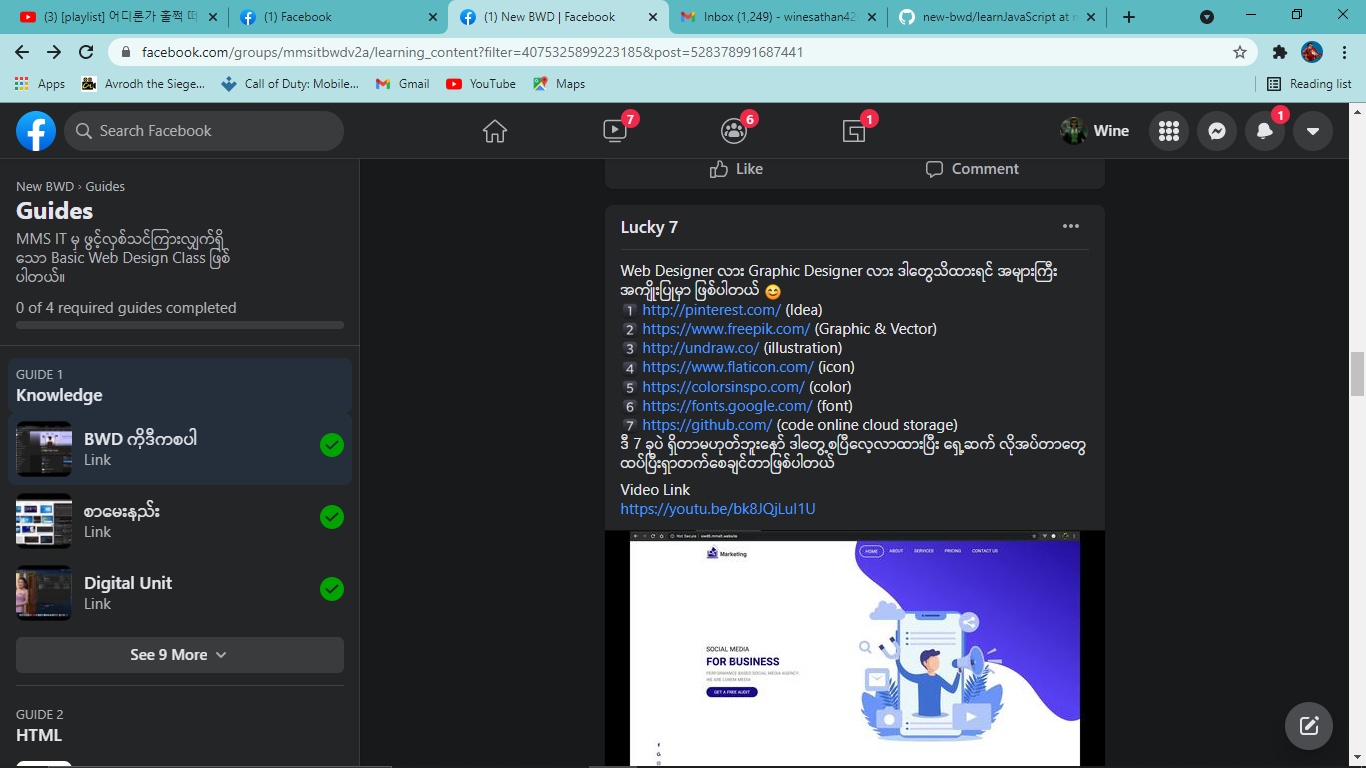 (3) [playlist] 어디론가 훌쩍 떠
(1) Facebook
(1) New BWD | Facebook
Inbox (1,249) - winesathan42
new-bwd/learnJavaScript at m
facebook.com/groups/mmsitbwdv2a/learning_content?filter=4075325899223185&post=528378991687441
Apps
Avrodh the Siege...
Call of Duty: Mobile...
Gmail
YouTube
Maps
Reading list
Search Facebook
7
6
1
Wine
1
New BWD › Guides
Guides
MMS IT မှ ဖွင့်လှစ်သင်ကြားလျှက်ရှိ
သော Basic Web Design Class ဖြစ်
ပါတယ်။
0 of 4 required guides completed
GUIDE 1
Knowledge
BWD ကိုဒီကစပါ
Link
စာမေးနည်း
Link
Digital Unit
Link
See 9 More
GUIDE 2
HTML
Like
Comment
Lucky 7
Web Designer လား Graphic Designer လား ဒါတွေသိထားရင် အများကြီး
အကျိုးပြုမှာ ဖြစ်ပါတယ် 😊
1 http://pinterest.com/ (Idea)
2 https://www.freepik.com/ (Graphic & Vector)
3 http://undraw.co/ (illustration)
4 https://www.flaticon.com/ (icon)
5 https://colorsinspo.com/ (color)
6 https://fonts.google.com/ (font)
7 https://github.com/ (code online cloud storage)
ဒီ 7 ခုပဲ ရှိတာမဟုတ်ဘူးနော် ဒါတွေ့စပြီလေ့လာထားပြီး ရှေ့ဆက် လိုအပ်တာတွေ
ထပ်ပြီးရှာတက်စေချင်တာဖြစ်ပါတယ်
Video Link
https://youtu.be/bk8JQjLuI1U
Not Secure
Marketing
HOME
ABOUT
SERVICES
PRICING
CONTACT US
SOCIAL MEDIA
FOR BUSINESS
PERFORMANCE BASED SOCIAL MEDIA AGENCY.
WE ARE LUREM MEDIA
GET A FREE AUDIT